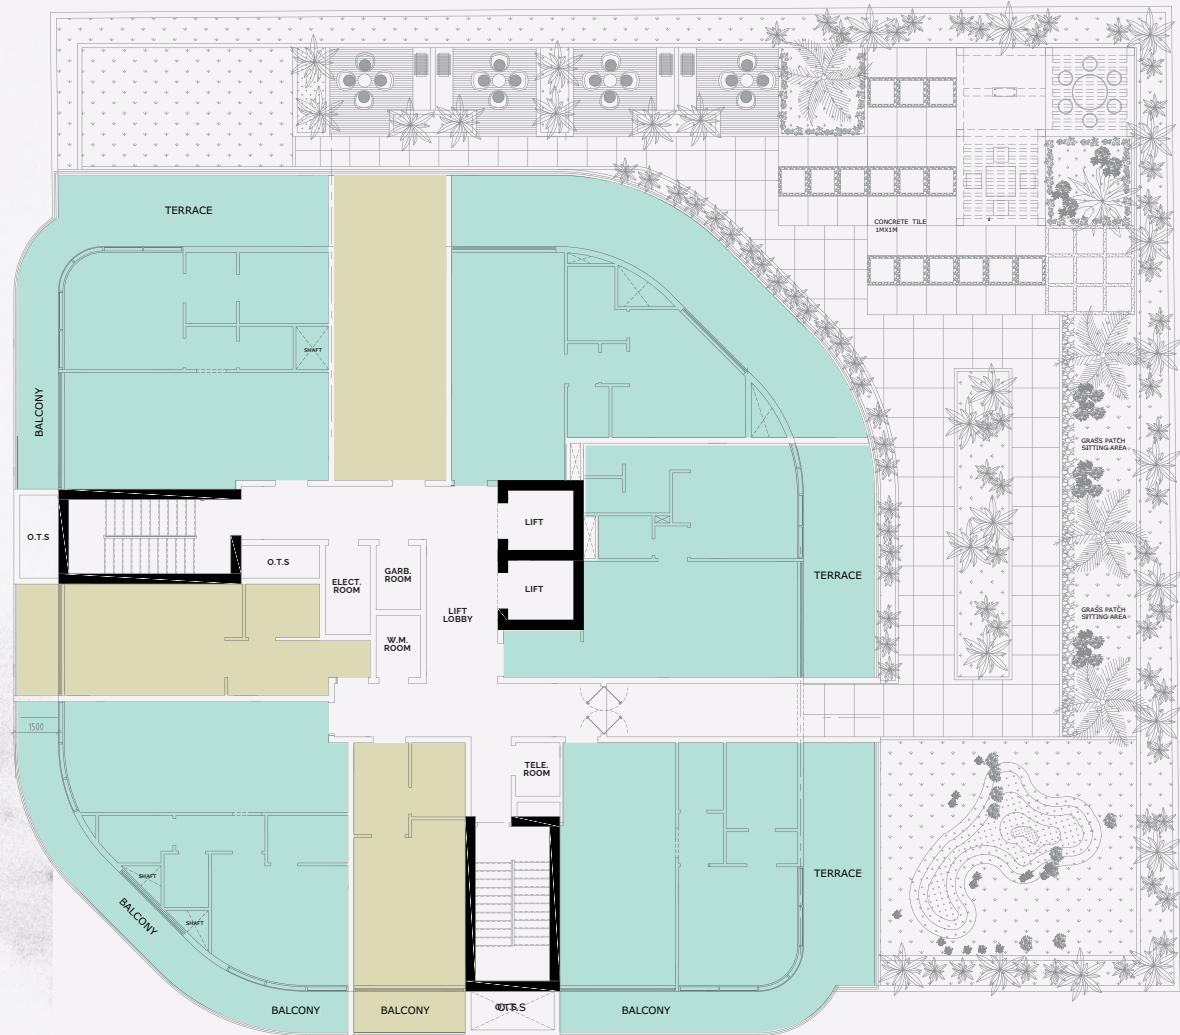 TERRACE
CONCRETE TILE
1MX1M
SHAFT
BALCONY
GRASS PATCH
SITTING AREA
LIFT
O.T.S
O.T.S
GARB.
ROOM
ELECT.
ROOM
LIFT
TERRACE
LIFT
LOBBY
GRASS PATCH
SITTING AREA
W.M.
ROOM
1500
TELE.
ROOM
SHAFT
TERRACE
BALCONY
SHAFT
BALCONY
BALCONY
O.T.S
BALCONY